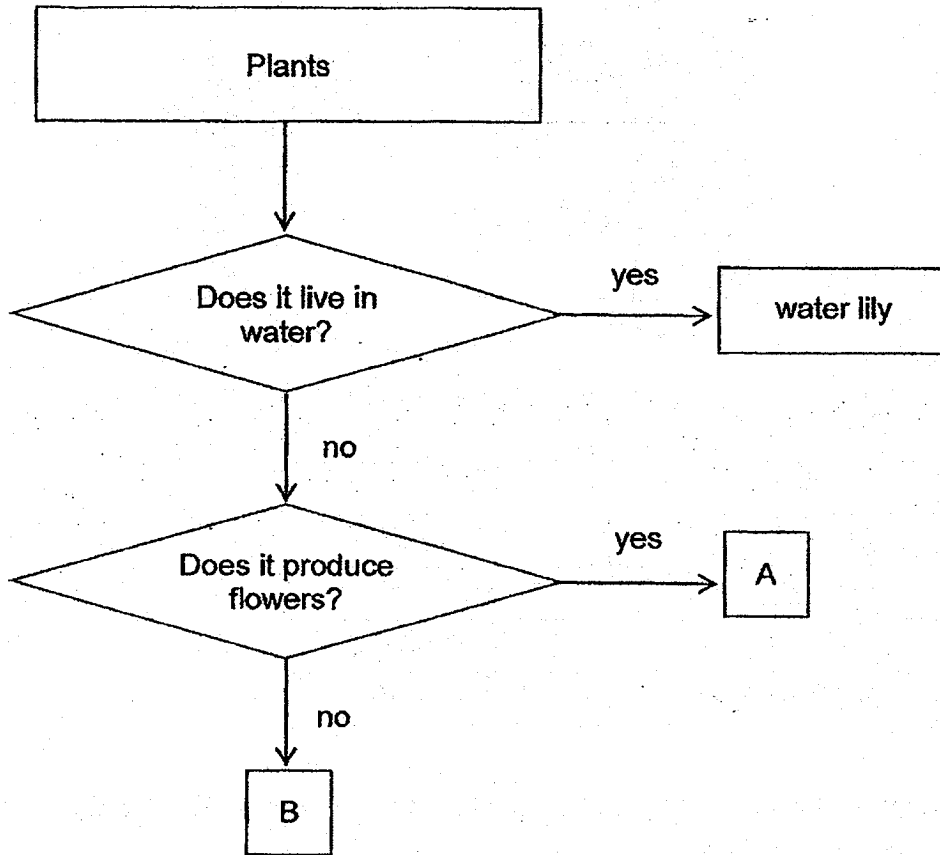 Plants
Does it live in
water?
yes
water lily
no
Does it produce
flowers?
yes
A
no
B